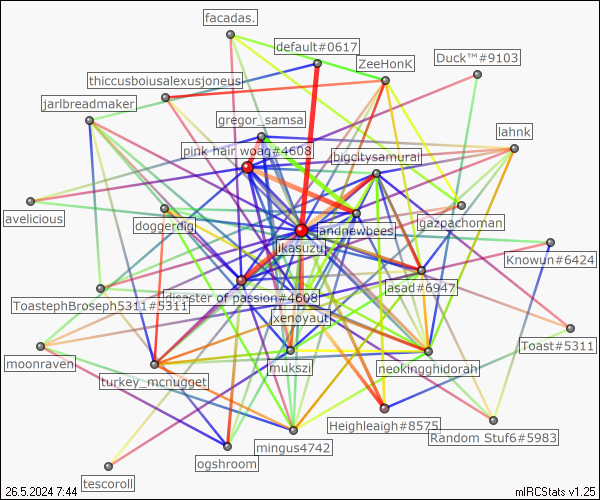 facadas.
default#0617
ZeeHonK
Duck™#9103
thiccusboiusalexusjoneus
jarlbreadmaker
gregor_samsa
lahnk
pink hair woag#4608
bigcitysamurai
avelicious
doggerdig
andnewbees
gazpachoman
ikasuzu
Knowun#6424
ToastephBroseph5311#5311
disaster of passion#4608
asad#6947
xenoyaut
moonraven
turkey_mcnugget
mukszi
neokingghidorah
Toast#5311
Heighleigh#8575
Random Stuf6#5983
mingus4742
ogshroom
tescoroll
26.5.2024 7:44
mIRCStats v1.25